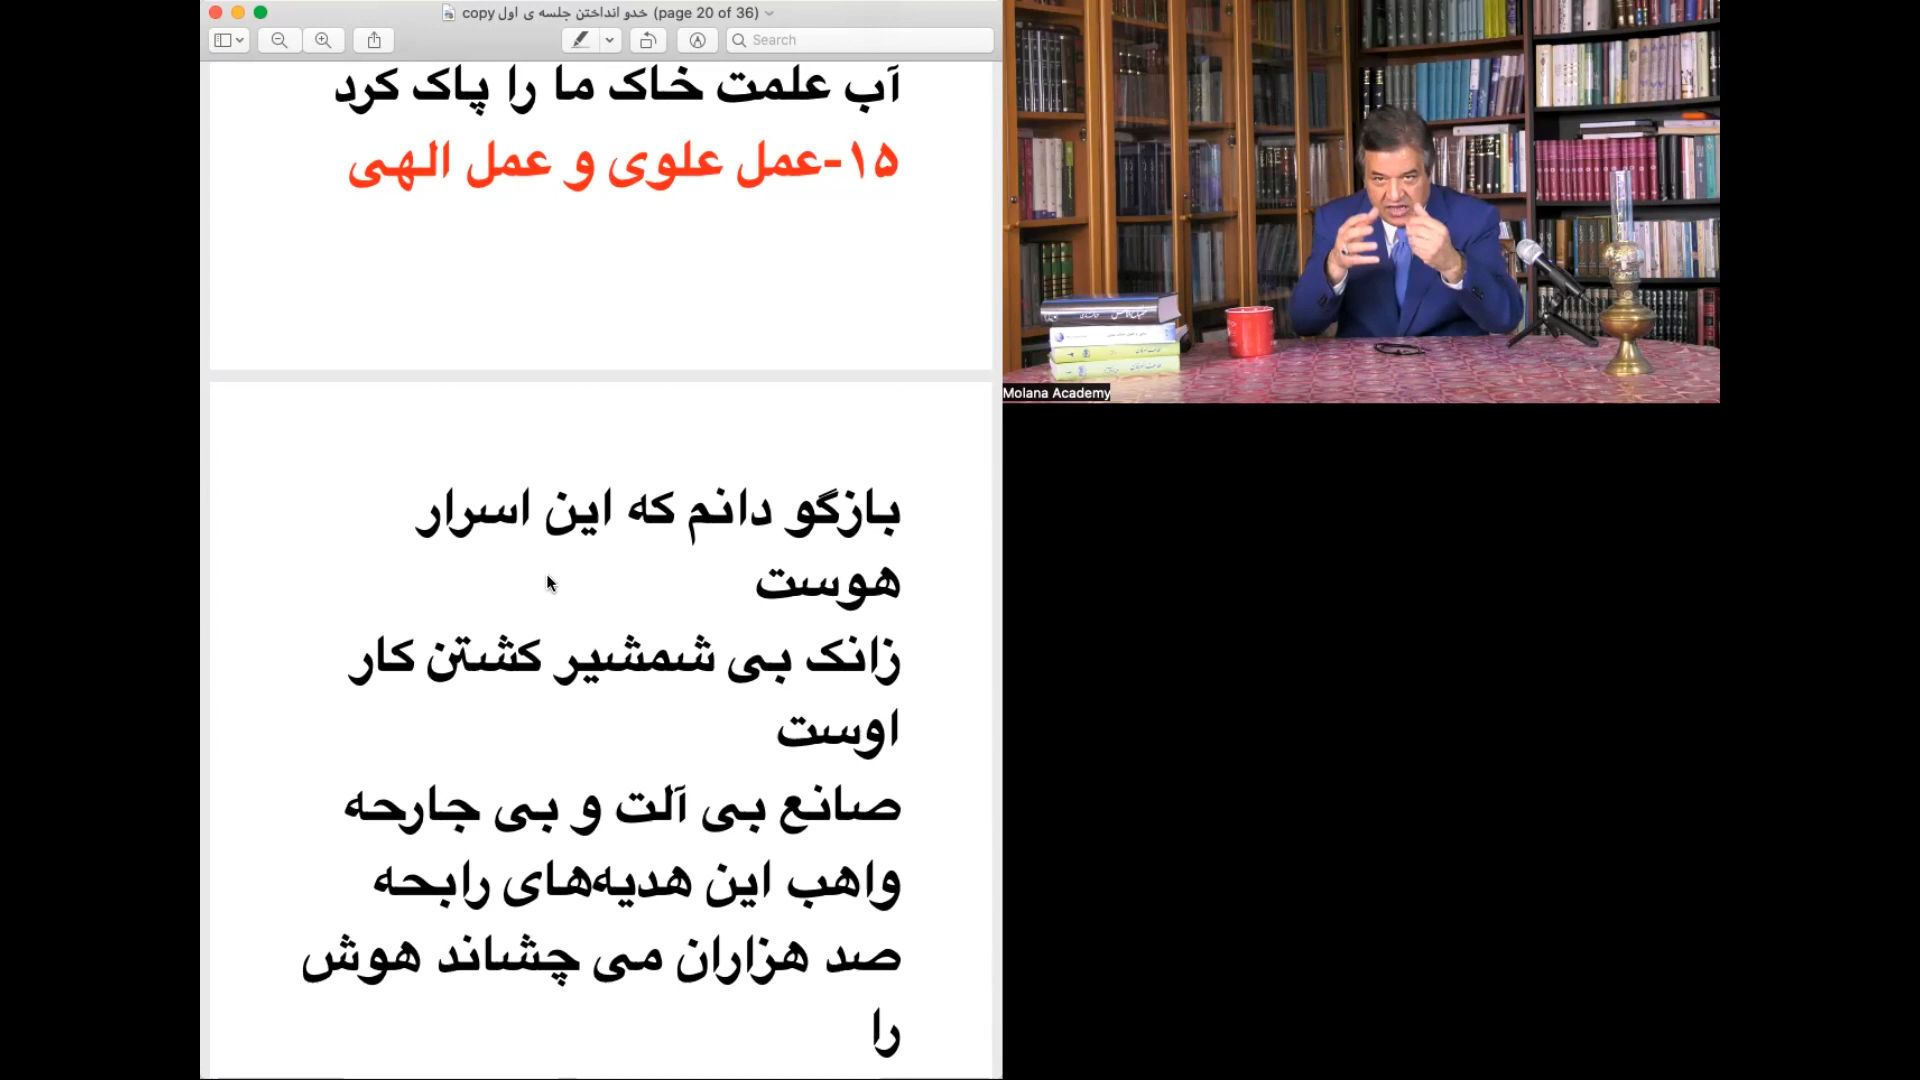 خدو انداختن جلسه ی اول copy (page 20 of 36)
Search
آب علمت خاک ما را پاک کرد
۱۵-عمل علوی و عمل الهی
بازگو دانم که این اسرار
هوست
زانک بی شمشیر کشتن کار
اوست
صانع بی آلت و بی جارحه
واهب این هدیه‌های رابحه
صد هزاران می چشاند هوش
را
Molana Academy